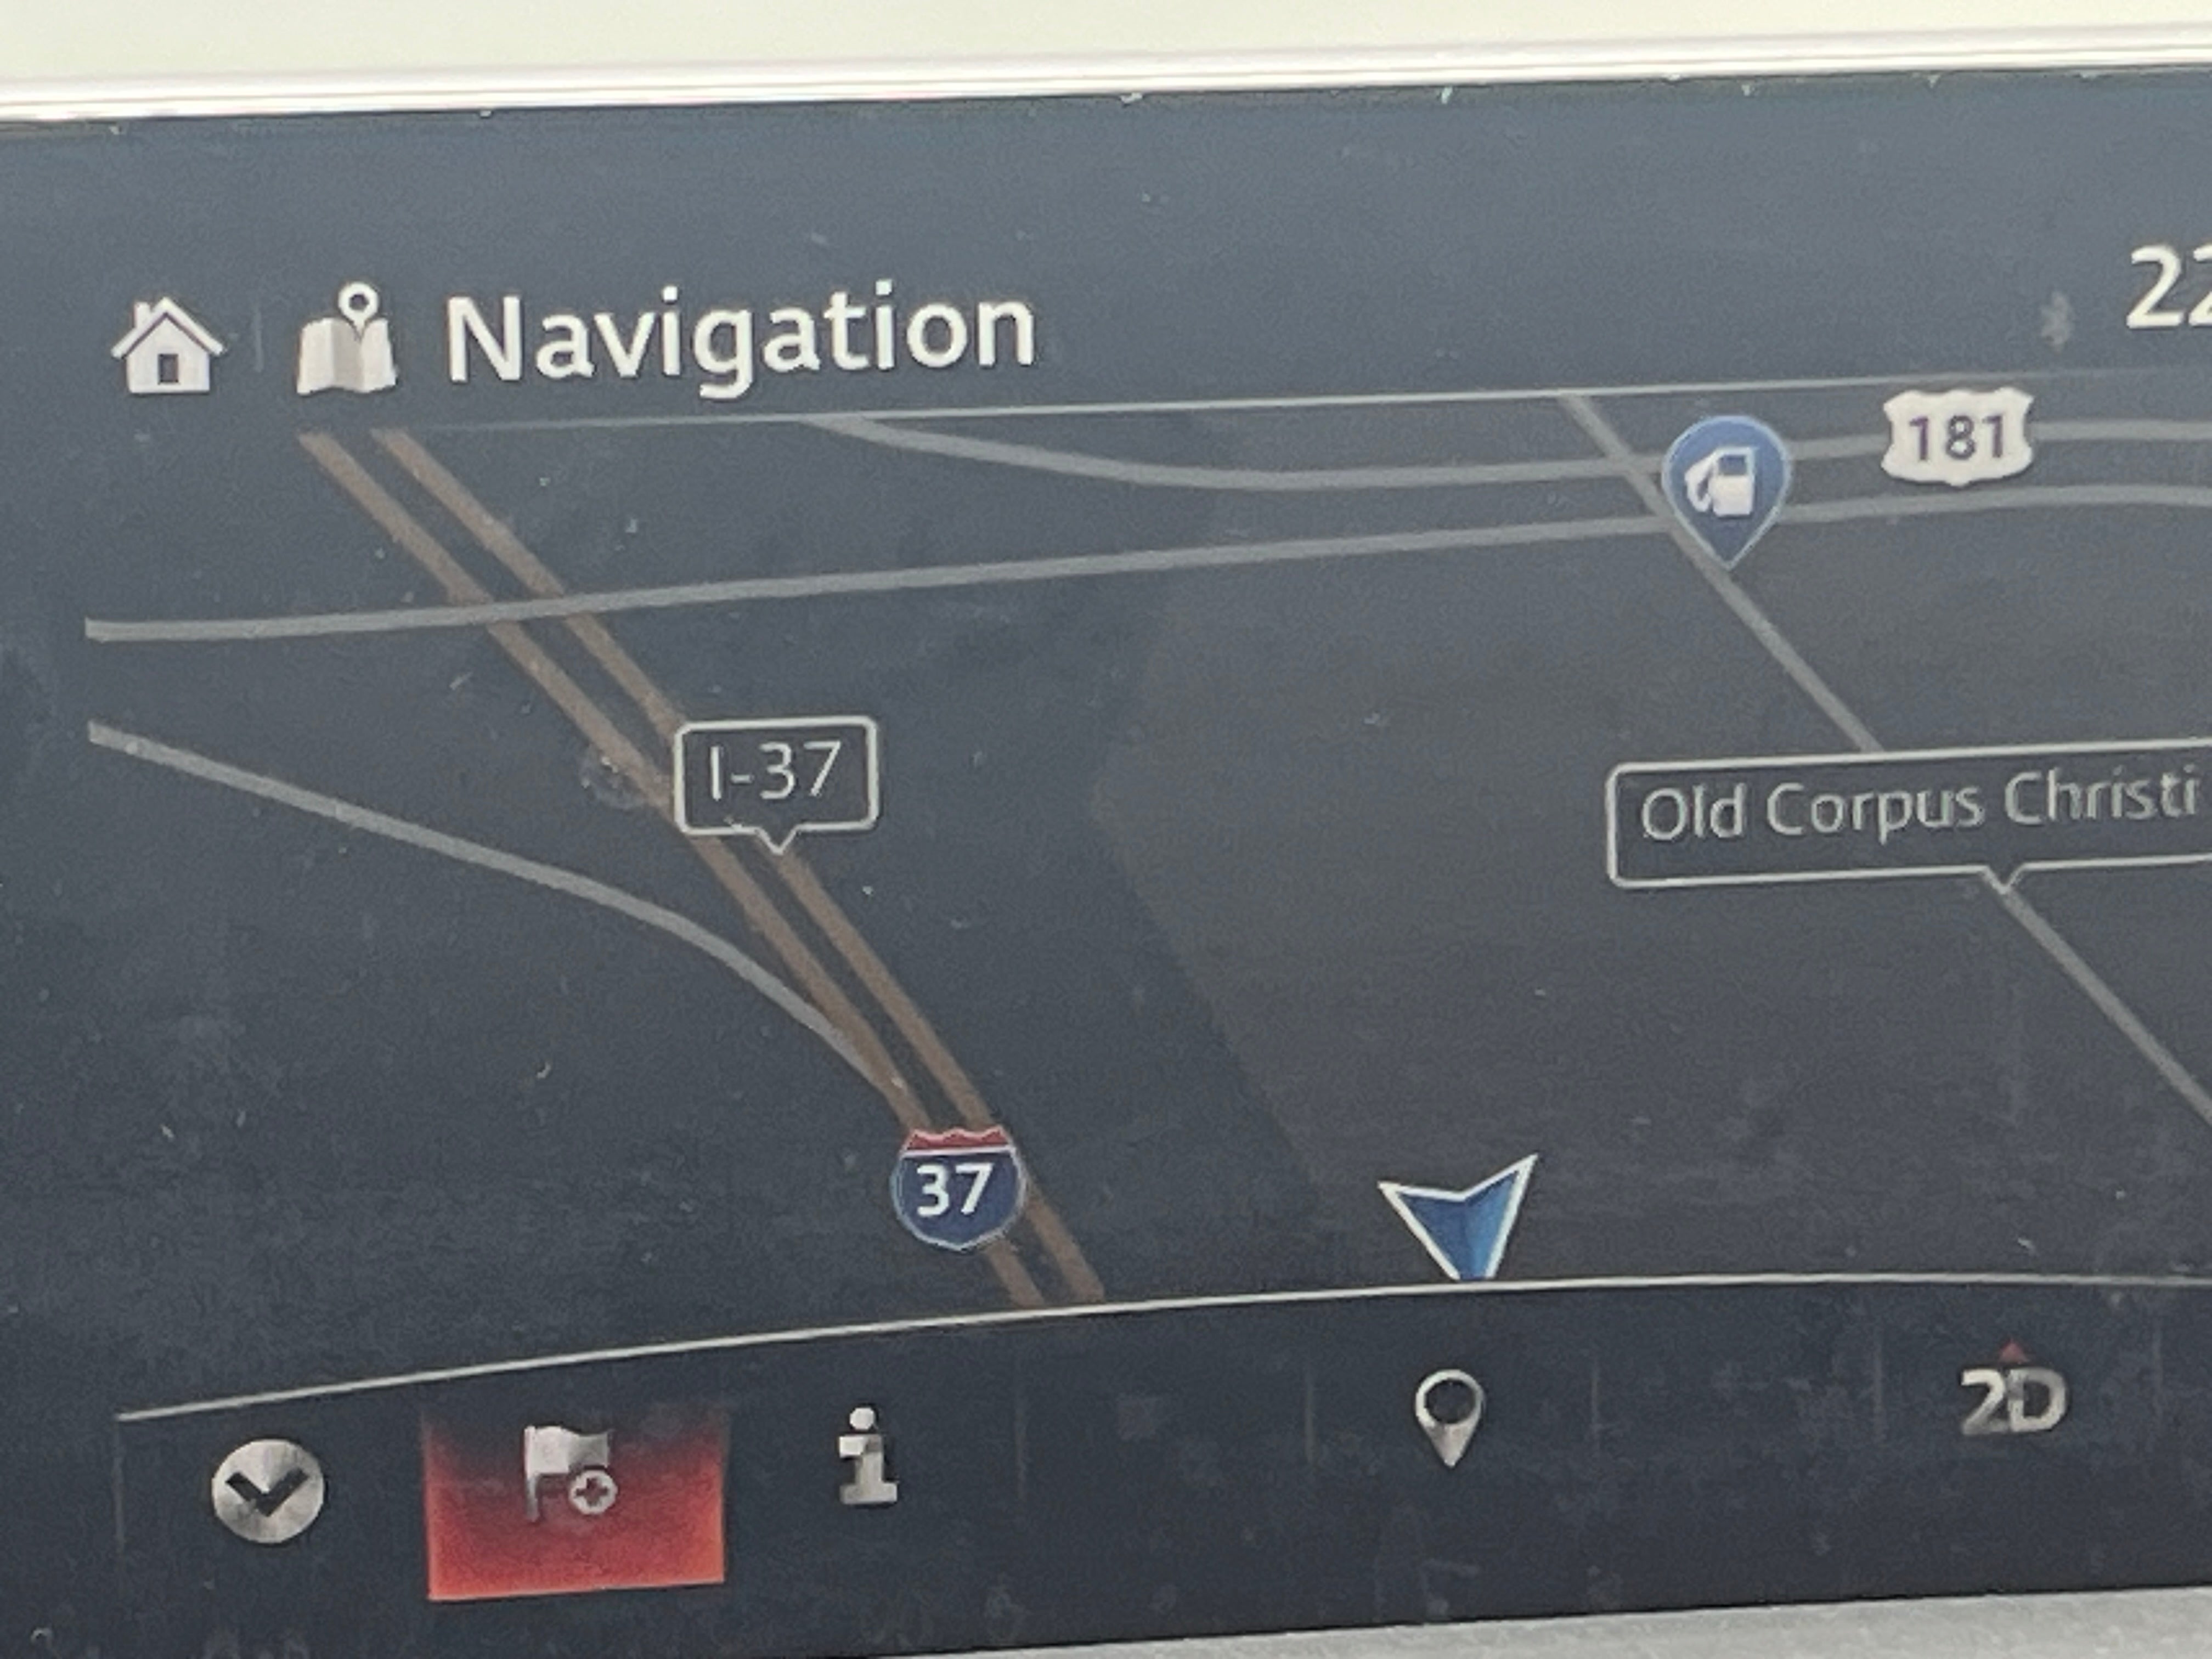 Navigation
181
I-37
Old Corpus Christi
37
2D